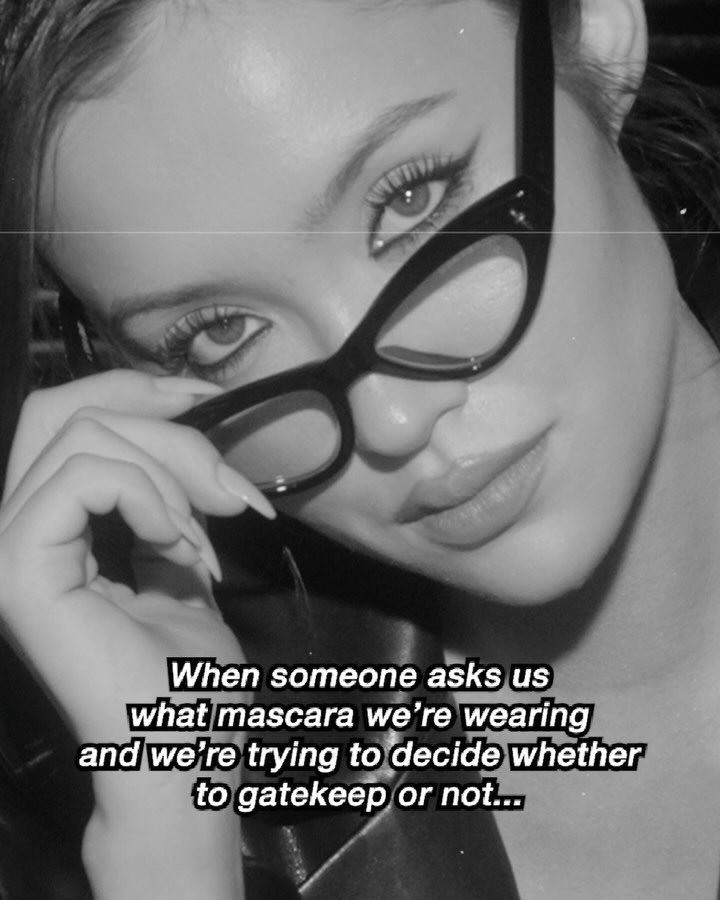 When someone asks us
what mascara we’re wearing
and we’re trying to decide whether
to gatekeep or not...